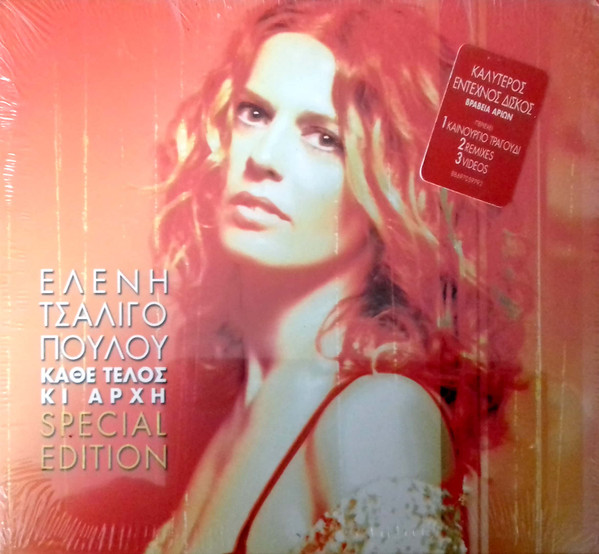 ΚΑΛΥΤΕΡΟΣ
ΕΝΤΕΧΝΟΣ ΔΙΣΚΟΣ
ΒΡΑΒΕΙΑ ΑΡΙΩΝ
1 ΚΑΙΝΟΥΡΓΙΟ ΤΡΑΓΟΥΔΙ
2 REMIXES
3 VIDEOS
ΕΛΕΝΗ
ΤΣΑΛΙΓΟ
ΠΟΥΛΟΥ
ΚΑΘΕ ΤΕΛΟΣ
ΚΙ ΑΡΧΗ
SPECIAL
EDITION